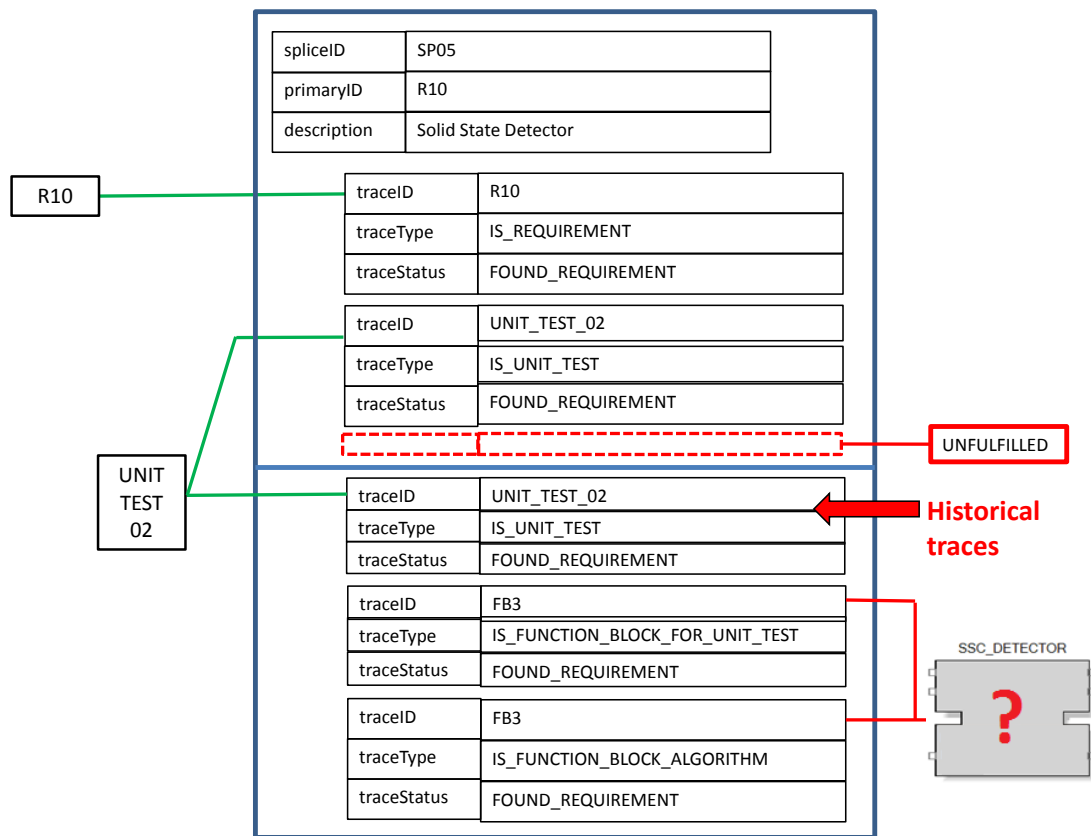 spliceID SP05
primaryID R10
description Solid State Detector
R10
traceID R10
traceType IS_REQUIREMENT
traceStatus FOUND_REQUIREMENT
traceID UNIT_TEST_02
traceType IS_UNIT_TEST
traceStatus FOUND_REQUIREMENT
UNFULFILLED
UNIT
TEST
02
traceID UNIT_TEST_02
traceType IS_UNIT_TEST
traceStatus FOUND_REQUIREMENT
Historical
traces
traceID FB3
traceType IS_FUNCTION_BLOCK_FOR_UNIT_TEST
traceStatus FOUND_REQUIREMENT
traceID FB3
traceType IS_FUNCTION_BLOCK_ALGORITHM
traceStatus FOUND_REQUIREMENT
SSC_DETECTOR
?